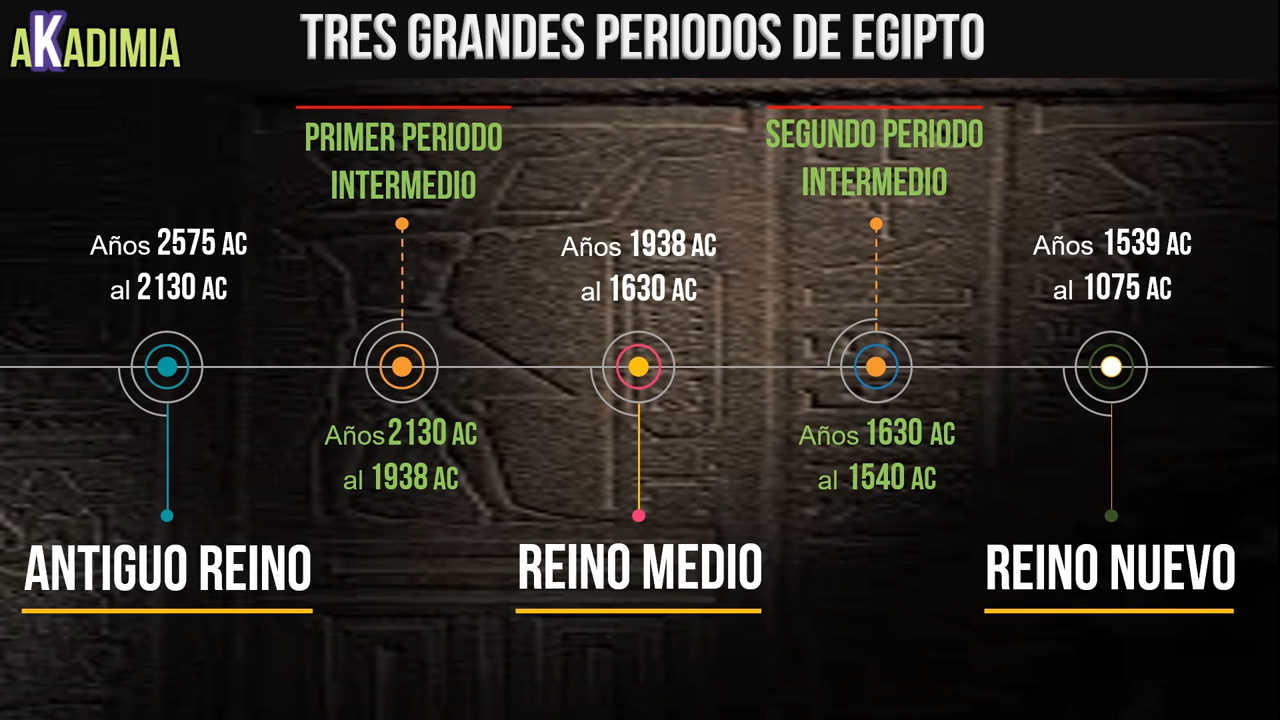 AKADIMIA
TRES GRANDES PERIODOS DE EGIPTO
PRIMER PERIODO
INTERMEDIO
SEGUNDO PERIODO
INTERMEDIO
Años 2575 AC
al 2130 AC
Años 1938 AC
al 1630 AC
Años 1539 AC
al 1075 AC
Años 2130 AC
al 1938 AC
Años 1630 AC
al 1540 AC
ANTIGUO REINO
REINO MEDIO
REINO NUEVO